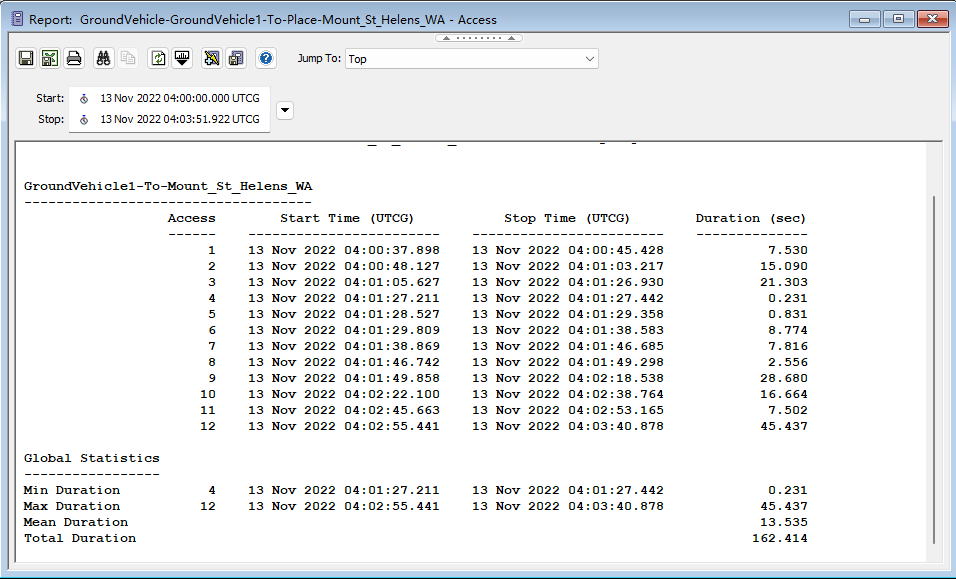 Report: GroundVehicle-GroundVehicle1-To-Place-Mount_St_Helens_WA - Access
Jump To: Top
Start: 13 Nov 2022 04:00:00.000 UTCG
Stop: 13 Nov 2022 04:03:51.922 UTCG
GroundVehicle1-To-Mount_St_Helens_WA
------------------------------------
Access Start Time (UTCG) Stop Time (UTCG) Duration (sec)
------ ------------------------ ------------------------ --------------
1 13 Nov 2022 04:00:37.898 13 Nov 2022 04:00:45.428 7.530
2 13 Nov 2022 04:00:48.127 13 Nov 2022 04:01:03.217 15.090
3 13 Nov 2022 04:01:05.627 13 Nov 2022 04:01:26.930 21.303
4 13 Nov 2022 04:01:27.211 13 Nov 2022 04:01:27.442 0.231
5 13 Nov 2022 04:01:28.527 13 Nov 2022 04:01:29.358 0.831
6 13 Nov 2022 04:01:29.809 13 Nov 2022 04:01:38.583 8.774
7 13 Nov 2022 04:01:38.869 13 Nov 2022 04:01:46.685 7.816
8 13 Nov 2022 04:01:46.742 13 Nov 2022 04:01:49.298 2.556
9 13 Nov 2022 04:01:49.858 13 Nov 2022 04:02:18.538 28.680
10 13 Nov 2022 04:02:22.100 13 Nov 2022 04:02:38.764 16.664
11 13 Nov 2022 04:02:45.663 13 Nov 2022 04:02:53.165 7.502
12 13 Nov 2022 04:02:55.441 13 Nov 2022 04:03:40.878 45.437
Global Statistics
-----------------
Min Duration 4 13 Nov 2022 04:01:27.211 13 Nov 2022 04:01:27.442 0.231
Max Duration 12 13 Nov 2022 04:02:55.441 13 Nov 2022 04:03:40.878 45.437
Mean Duration 13.535
Total Duration 162.414